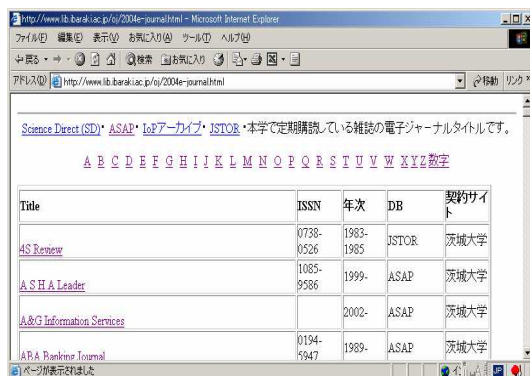 http://www.lib.ibaraki.ac.jp/oj/2004e-journal.html - Microsoft Internet Explorer
ファイル(F) 編集(E) 表示(V) お気に入り(A) ツール(T) ヘルプ(H)
戻る 検索 お気に入り
アドレス(D) http://www.lib.ibaraki.ac.jp/oj/2004e-journal.html 移動 リンク
Science Direct (SD)・ASAP・IoPアーカイブ・JSTOR・本学で定期購読している雑誌の電子ジャーナルタイトルです。
A B C D E F G H I J K L M N O P Q R S T U V W XYZ 数字
Title ISSN 年次 DB 契約サイト
4S Review 0738-0526 1983-1985 JSTOR 茨城大学
A S H A Leader 1085-9586 1999- ASAP 茨城大学
A&G Information Services 2002- ASAP 茨城大学
ABA Banking Journal 0194-5947 1989- ASAP 茨城大学
ページが表示されました
JP